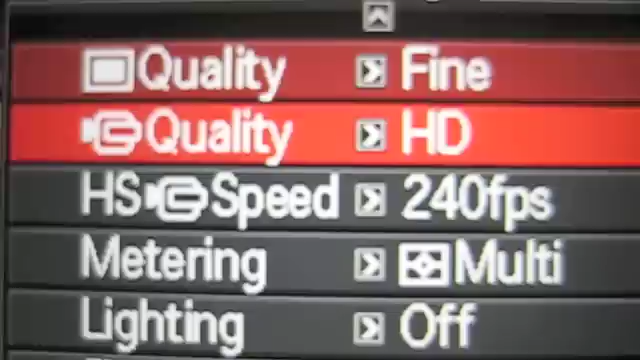 Quality Fine
Quality HD
HS Speed 240fps
Metering Multi
Lighting Off